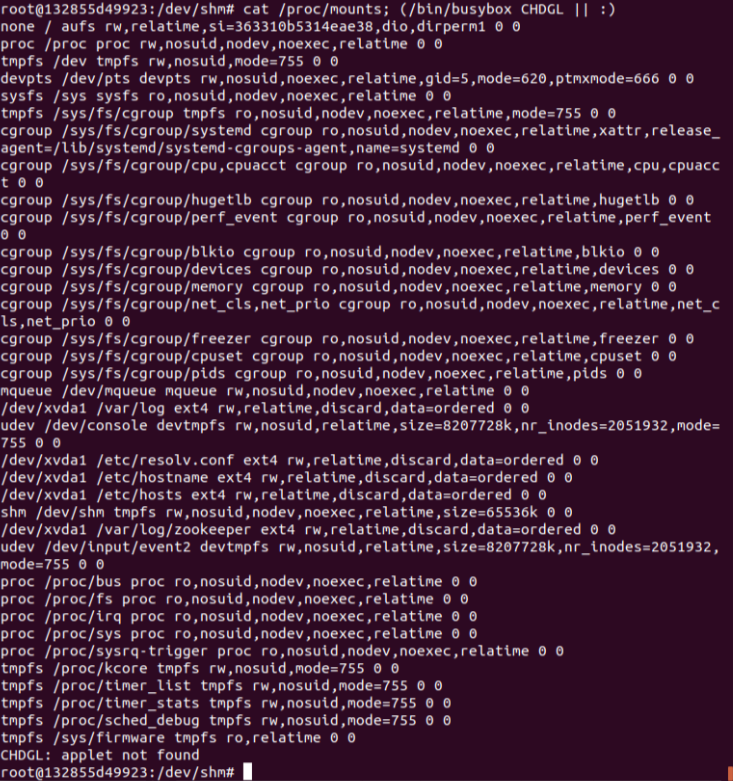 root@132855d49923:/dev/shm# cat /proc/mounts; (/bin/busybox CHDGL || :)
none / aufs rw,relatime,si=363310b5314eae38,dio,dirperm1 0 0
proc /proc proc rw,nosuid,nodev,noexec,relatime 0 0
tmpfs /dev tmpfs rw,nosuid,mode=755 0 0
devpts /dev/pts devpts rw,nosuid,noexec,relatime,gid=5,mode=620,ptmxmode=666 0 0
sysfs /sys sysfs ro,nosuid,nodev,noexec,relatime 0 0
tmpfs /sys/fs/cgroup tmpfs ro,nosuid,nodev,noexec,relatime,mode=755 0 0
cgroup /sys/fs/cgroup/systemd cgroup ro,nosuid,nodev,noexec,relatime,xattr,release_
agent=/lib/systemd/systemd-cgroups-agent,name=systemd 0 0
cgroup /sys/fs/cgroup/cpu,cpuacct cgroup ro,nosuid,nodev,noexec,relatime,cpu,cpuacc
t 0 0
cgroup /sys/fs/cgroup/hugetlb cgroup ro,nosuid,nodev,noexec,relatime,hugetlb 0 0
cgroup /sys/fs/cgroup/perf_event cgroup ro,nosuid,nodev,noexec,relatime,perf_event
0 0
cgroup /sys/fs/cgroup/blkio cgroup ro,nosuid,nodev,noexec,relatime,blkio 0 0
cgroup /sys/fs/cgroup/devices cgroup ro,nosuid,nodev,noexec,relatime,devices 0 0
cgroup /sys/fs/cgroup/memory cgroup ro,nosuid,nodev,noexec,relatime,memory 0 0
cgroup /sys/fs/cgroup/net_cls,net_prio cgroup ro,nosuid,nodev,noexec,relatime,net_c
ls,net_prio 0 0
cgroup /sys/fs/cgroup/freezer cgroup ro,nosuid,nodev,noexec,relatime,freezer 0 0
cgroup /sys/fs/cgroup/cpuset cgroup ro,nosuid,nodev,noexec,relatime,cpuset 0 0
cgroup /sys/fs/cgroup/pids cgroup ro,nosuid,nodev,noexec,relatime,pids 0 0
mqueue /dev/mqueue mqueue rw,nosuid,nodev,noexec,relatime 0 0
/dev/xvda1 /var/log ext4 rw,relatime,discard,data=ordered 0 0
udev /dev/console devtmpfs rw,nosuid,relatime,size=8207728k,nr_inodes=2051932,mode=
755 0 0
/dev/xvda1 /etc/resolv.conf ext4 rw,relatime,discard,data=ordered 0 0
/dev/xvda1 /etc/hostname ext4 rw,relatime,discard,data=ordered 0 0
/dev/xvda1 /etc/hosts ext4 rw,relatime,discard,data=ordered 0 0
shm /dev/shm tmpfs rw,nosuid,nodev,noexec,relatime,size=65536k 0 0
/dev/xvda1 /var/log/zookeeper ext4 rw,relatime,discard,data=ordered 0 0
udev /dev/input/event2 devtmpfs rw,nosuid,relatime,size=8207728k,nr_inodes=2051932,
mode=755 0 0
proc /proc/bus proc ro,nosuid,nodev,noexec,relatime 0 0
proc /proc/fs proc ro,nosuid,nodev,noexec,relatime 0 0
proc /proc/irq proc ro,nosuid,nodev,noexec,relatime 0 0
proc /proc/sys proc ro,nosuid,nodev,noexec,relatime 0 0
proc /proc/sysrq-trigger proc ro,nosuid,nodev,noexec,relatime 0 0
tmpfs /proc/kcore tmpfs rw,nosuid,mode=755 0 0
tmpfs /proc/timer_list tmpfs rw,nosuid,mode=755 0 0
tmpfs /proc/timer_stats tmpfs rw,nosuid,mode=755 0 0
tmpfs /proc/sched_debug tmpfs rw,nosuid,mode=755 0 0
tmpfs /sys/firmware tmpfs ro,relatime 0 0
CHDGL: applet not found
root@132855d49923:/dev/shm#